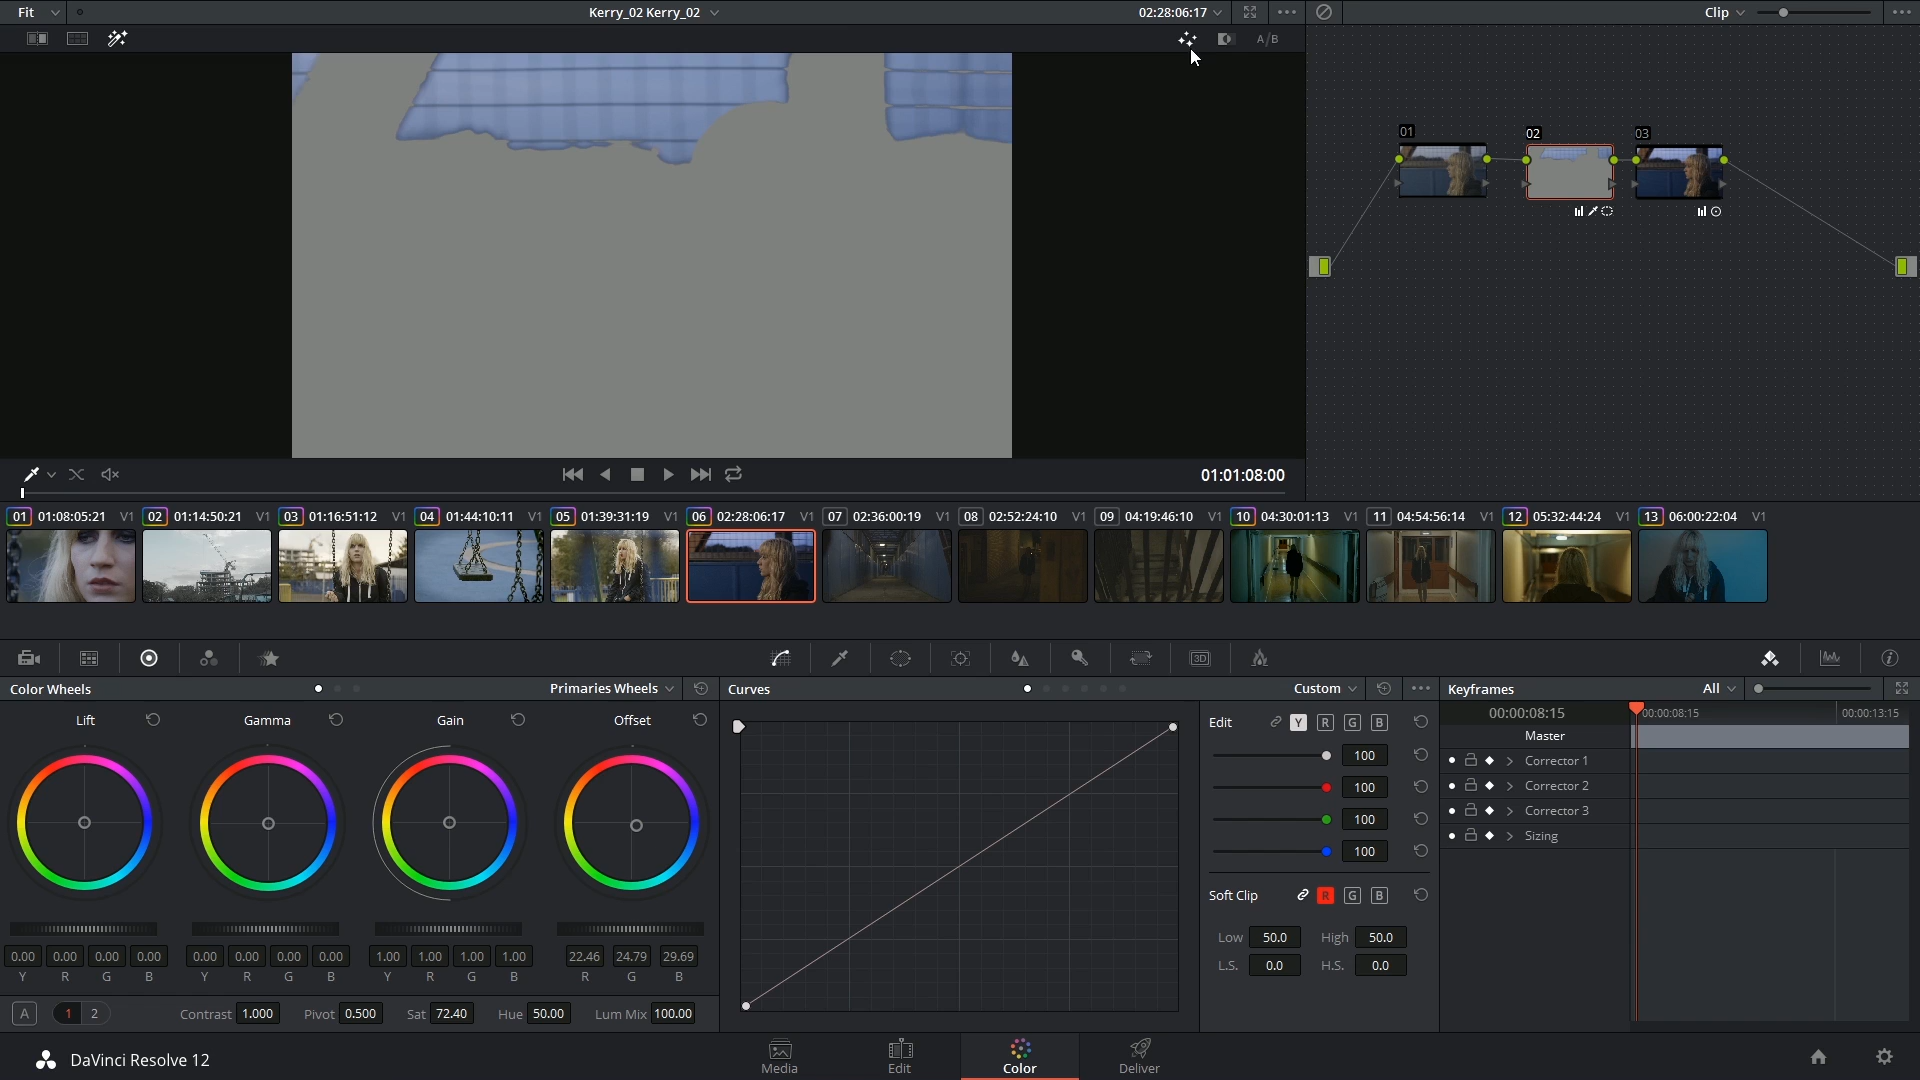 Fit
Kerry_02 Kerry_02
02:28:06:17
Clip
A/B
01
02
03
01:01:08:00
01 01:08:05:21 V1
02 01:14:50:21 V1
03 01:16:51:12 V1
04 01:44:10:11 V1
05 01:39:31:19 V1
06 02:28:06:17 V1
07 02:36:00:19 V1
08 02:52:24:10 V1
09 04:19:46:10 V1
10 04:30:01:13 V1
11 04:54:56:14 V1
12 05:32:44:24 V1
13 06:00:22:04 V1
3D
Color Wheels
Primaries Wheels
Curves
Custom
Keyframes
All
Lift
Gamma
Gain
Offset
0.00 0.00 0.00 0.00
Y R G B
0.00 0.00 0.00 0.00
Y R G B
1.00 1.00 1.00 1.00
Y R G B
22.46 24.79 29.69
R G B
A
1 2
Contrast 1.000
Pivot 0.500
Sat 72.40
Hue 50.00
Lum Mix 100.00
Edit
Y R G B
100
100
100
100
Soft Clip
R G B
Low 50.0 High 50.0
L.S. 0.0 H.S. 0.0
00:00:08:15
00:00:08:15
00:00:13:15
Master
Corrector 1
Corrector 2
Corrector 3
Sizing
DaVinci Resolve 12
Media
Edit
Color
Deliver